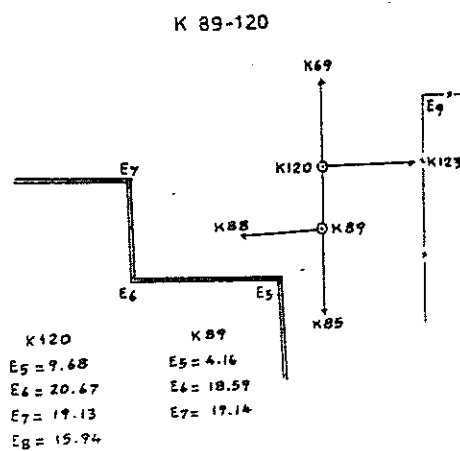 K 89-120
K69
E9
E7
K120
K123
K88
K89
E6
E5
K85
K120
E5 = 9.68
E6 = 20.67
E7 = 19.13
E8 = 15.94
K89
E5 = 4.16
E6 = 18.59
E7 = 19.14